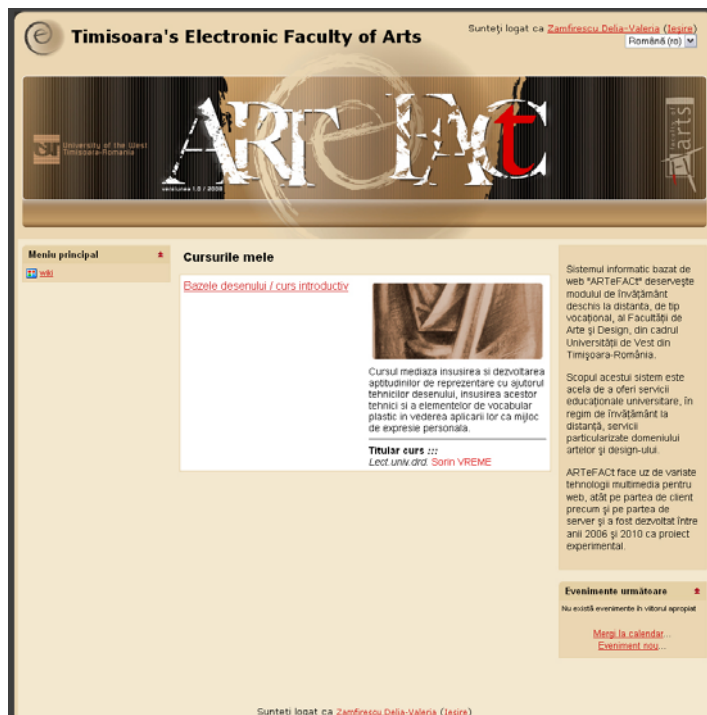 Timisoara's Electronic Faculty of Arts
Sunteţi logat ca Zamfirescu Delia-Valeria (Ieşire)
Română (ro)
University of the West
Timisoara-Romania
ARTeFACt
versiunea 1.5 / 2008
faculty of
arts
Meniu principal
wiki
Cursurile mele
Bazele desenului / curs introductiv
Cursul mediaza insusirea si dezvoltarea
aptitudinilor de reprezentare cu ajutorul
tehnicilor desenului, insusirea acestor
tehnici si a elementelor de vocabular
plastic in vederea aplicarii lor ca mijloc
de expresie personala.
Titular curs :::
Lect.univ.drd. Sorin VREME
Sistemul informatic bazat de
web "ARTeFACt" deserveşte
modulul de învăţământ
deschis la distanta, de tip
vocaţional, al Facultăţii de
Arte şi Design, din cadrul
Universităţii de Vest din
Timişoara-România.
Scopul acestui sistem este
acela de a oferi servicii
educaţionale universitare, în
regim de învăţământ la
distanţă, servicii
particularizate domeniului
artelor şi design-ului.
ARTeFACt face uz de variate
tehnologii multimedia pentru
web, atât pe partea de client
precum şi pe partea de
server şi a fost dezvoltat între
anii 2006 şi 2010 ca proiect
experimental.
Evenimente următoare
Nu există evenimente în viitorul apropiat
Mergi la calendar...
Eveniment nou...
Sunteţi logat ca Zamfirescu Delia-Valeria (Ieşire)